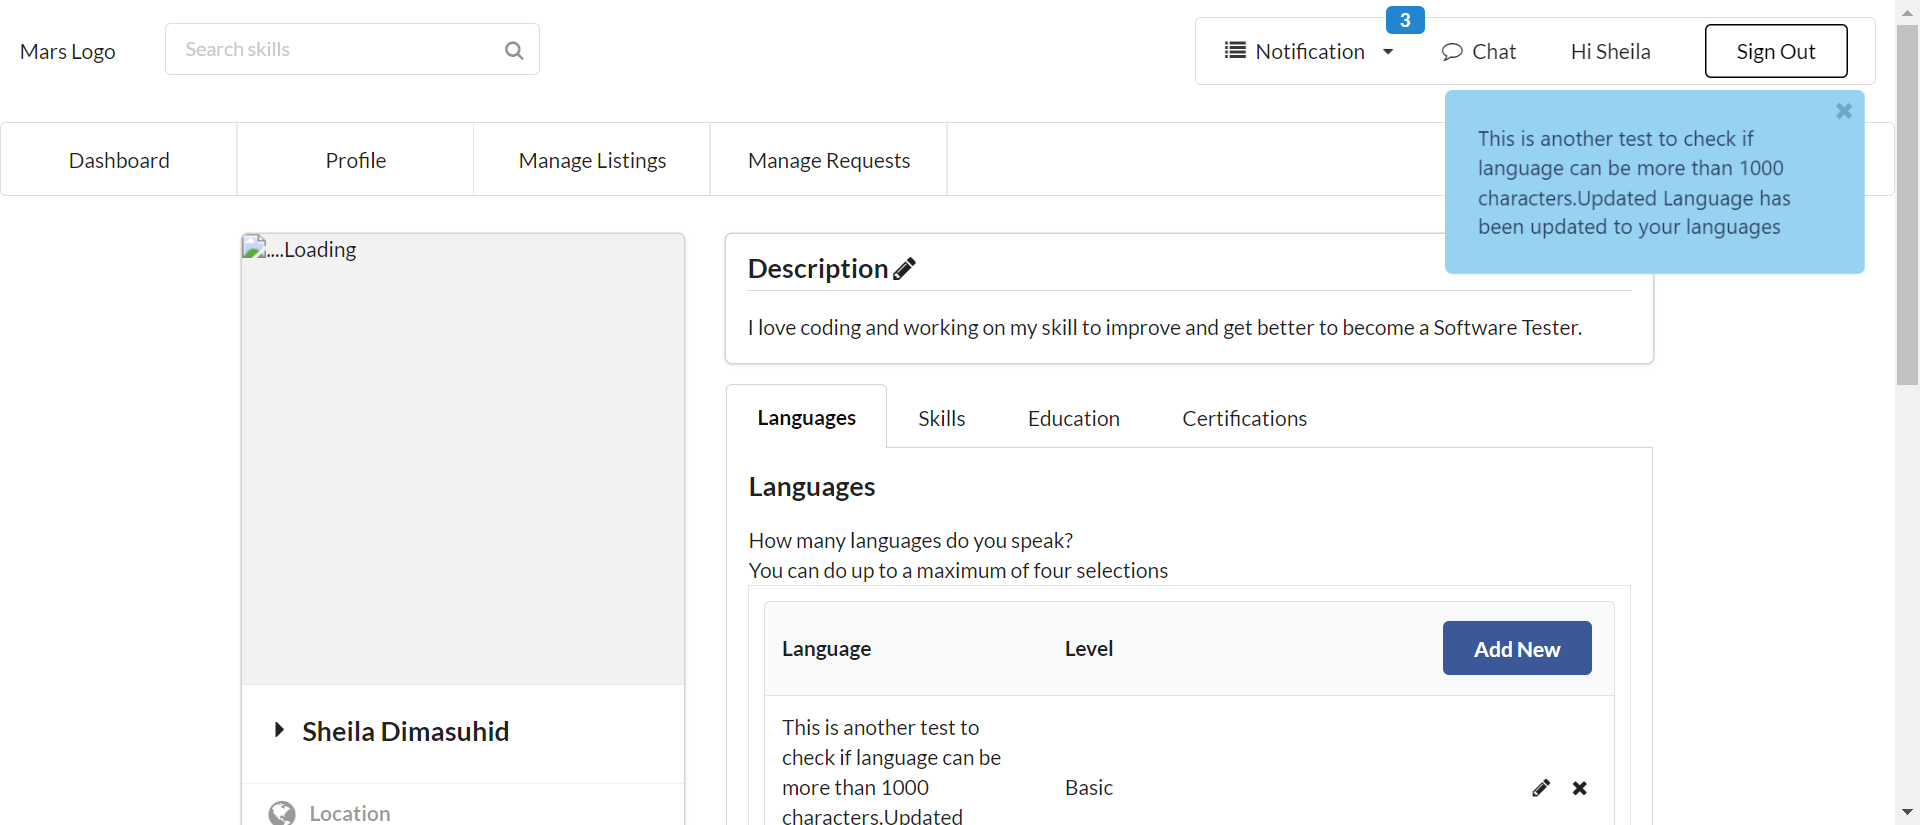 3
Mars Logo
Search skills
Notification
Chat
Hi Sheila
Sign Out
This is another test to check if
language can be more than 1000
characters.Updated Language has
been updated to your languages
Dashboard
Profile
Manage Listings
Manage Requests
....Loading
Description
I love coding and working on my skill to improve and get better to become a Software Tester.
Languages
Skills
Education
Certifications
Languages
How many languages do you speak?
You can do up to a maximum of four selections
Language
Level
Add New
This is another test to
check if language can be
more than 1000
characters.Updated
Basic
Sheila Dimasuhid
Location